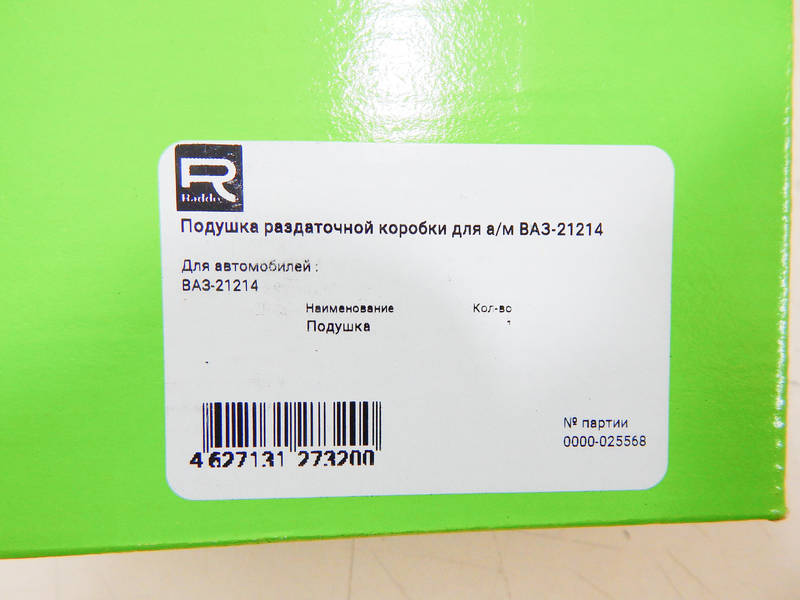 R
Подушка раздаточной коробки для а/м ВАЗ-21214
Для автомобилей :
ВАЗ-21214
Наименование Кол-во
Подушка 1
4 627131 273200
№ партии
0000-025568